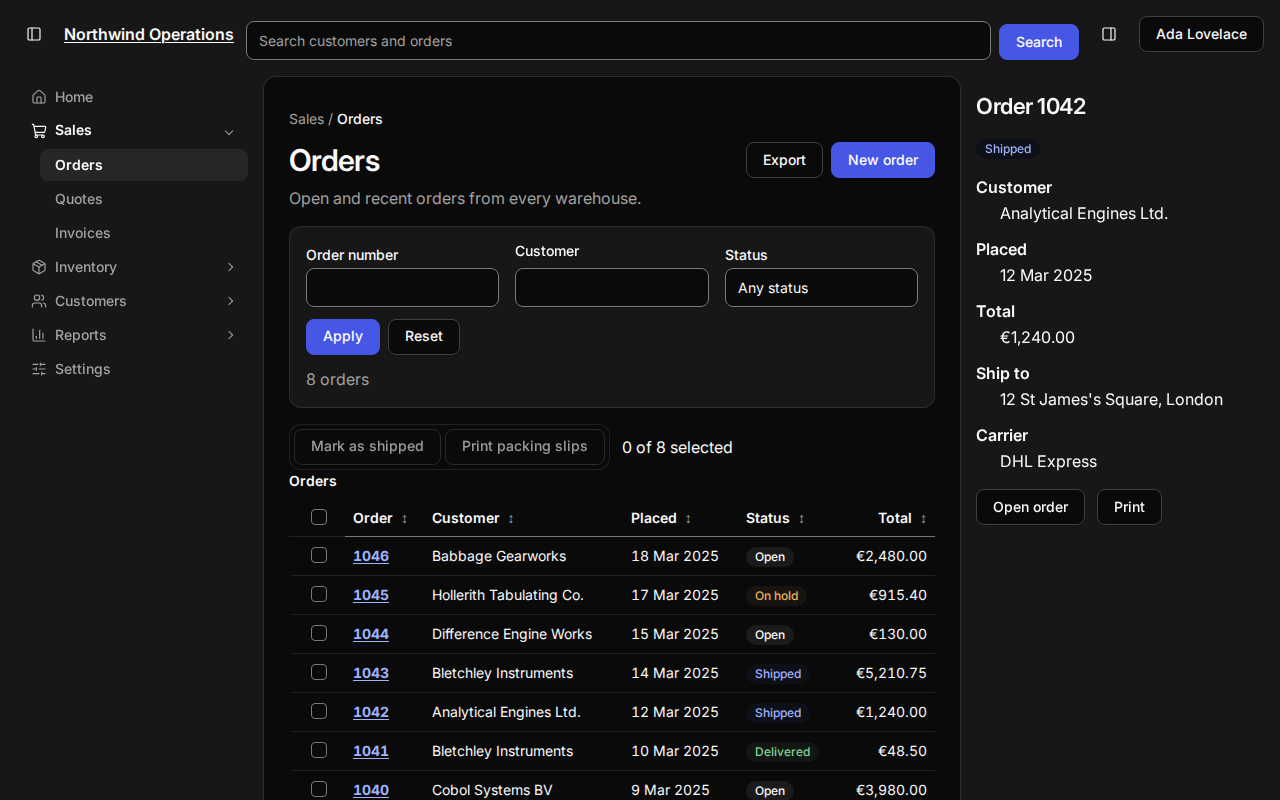 Northwind Operations
Search customers and orders
Search
Ada Lovelace
Home
Sales
Orders
Quotes
Invoices
Inventory
Customers
Reports
Settings
Sales / Orders
Orders
Export
New order
Open and recent orders from every warehouse.
Order number
Customer
Status
Any status
Apply
Reset
8 orders
Mark as shipped
Print packing slips
0 of 8 selected
Orders
Order ↕ Customer ↕ Placed ↕ Status ↕ Total ↕
1046 Babbage Gearworks 18 Mar 2025 Open €2,480.00
1045 Hollerith Tabulating Co. 17 Mar 2025 On hold €915.40
1044 Difference Engine Works 15 Mar 2025 Open €130.00
1043 Bletchley Instruments 14 Mar 2025 Shipped €5,210.75
1042 Analytical Engines Ltd. 12 Mar 2025 Shipped €1,240.00
1041 Bletchley Instruments 10 Mar 2025 Delivered €48.50
1040 Cobol Systems BV 9 Mar 2025 Open €3,980.00
Order 1042
Shipped
Customer
Analytical Engines Ltd.
Placed
12 Mar 2025
Total
€1,240.00
Ship to
12 St James's Square, London
Carrier
DHL Express
Open order
Print